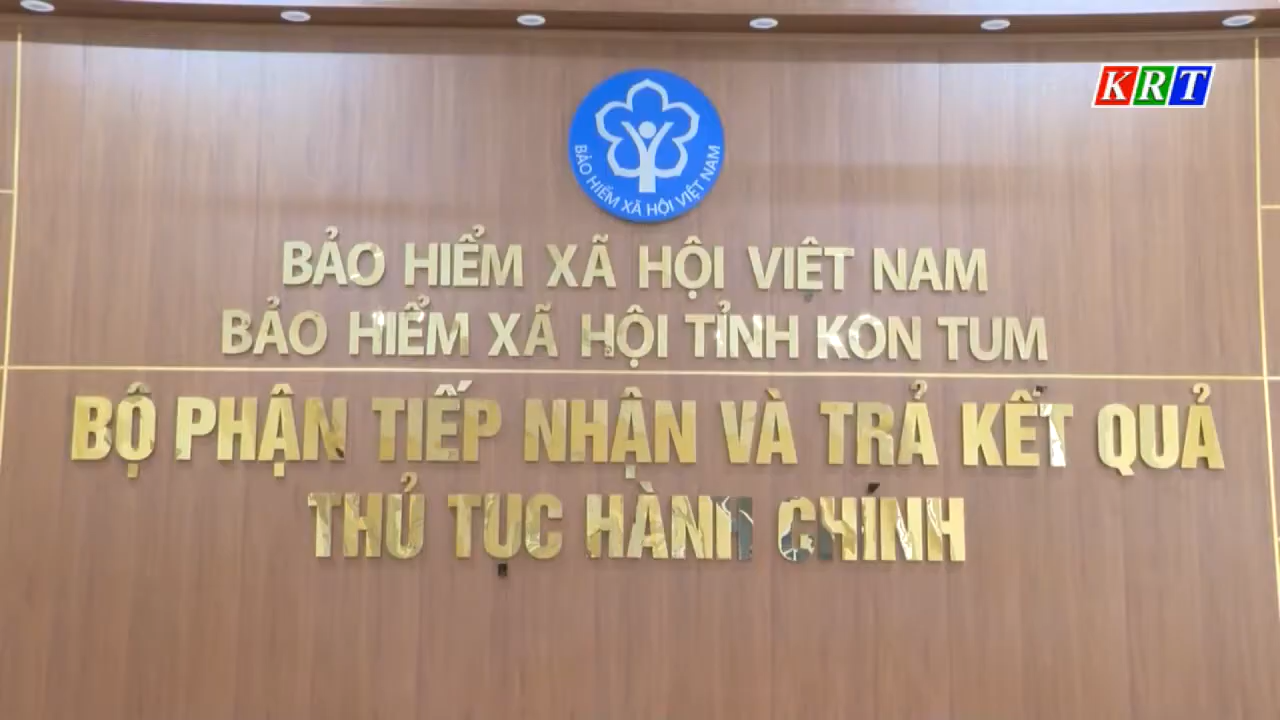 KRT
BẢO HIỂM XÃ HỘI VIỆT NAM
BẢO HIỂM XÃ HỘI VIỆT NAM
BẢO HIỂM XÃ HỘI TỈNH KON TUM
BỘ PHẬN TIẾP NHẬN VÀ TRẢ KẾT QUẢ
THỦ TỤC HÀNH CHÍNH